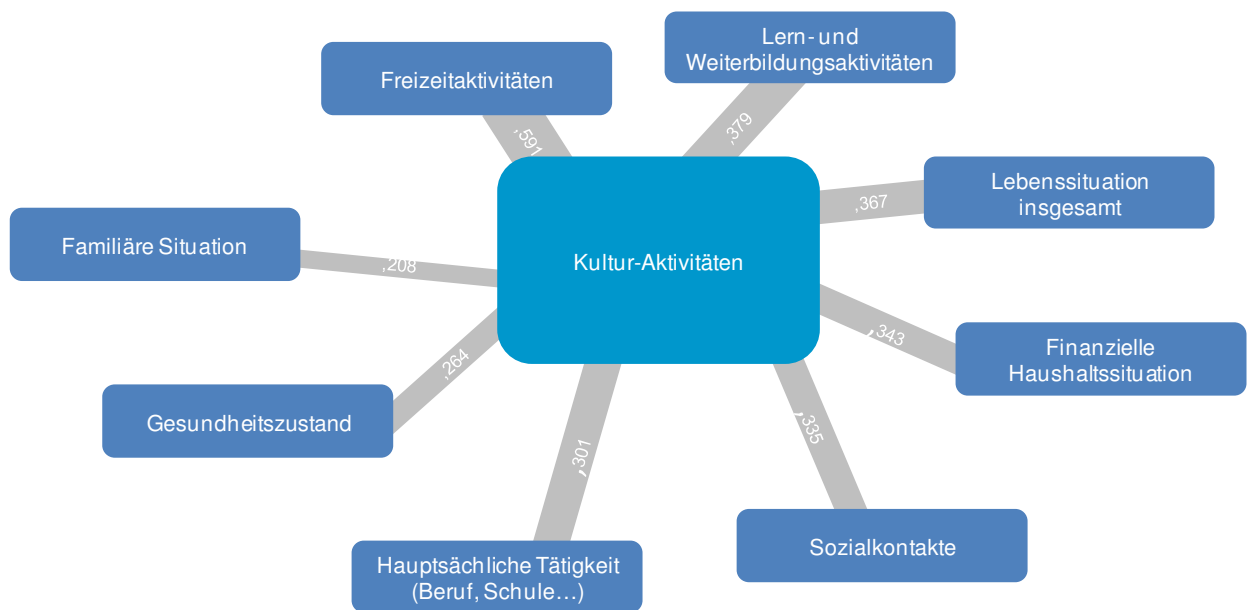 Lern- und
Weiterbildungsaktivitäten
Freizeitaktivitäten
,591
,379
Lebenssituation
insgesamt
,367
Familiäre Situation
,208
Kultur-Aktivitäten
,343
Finanzielle
Haushaltssituation
,264
Gesundheitszustand
,301
,335
Sozialkontakte
Hauptsächliche Tätigkeit
(Beruf, Schule…)